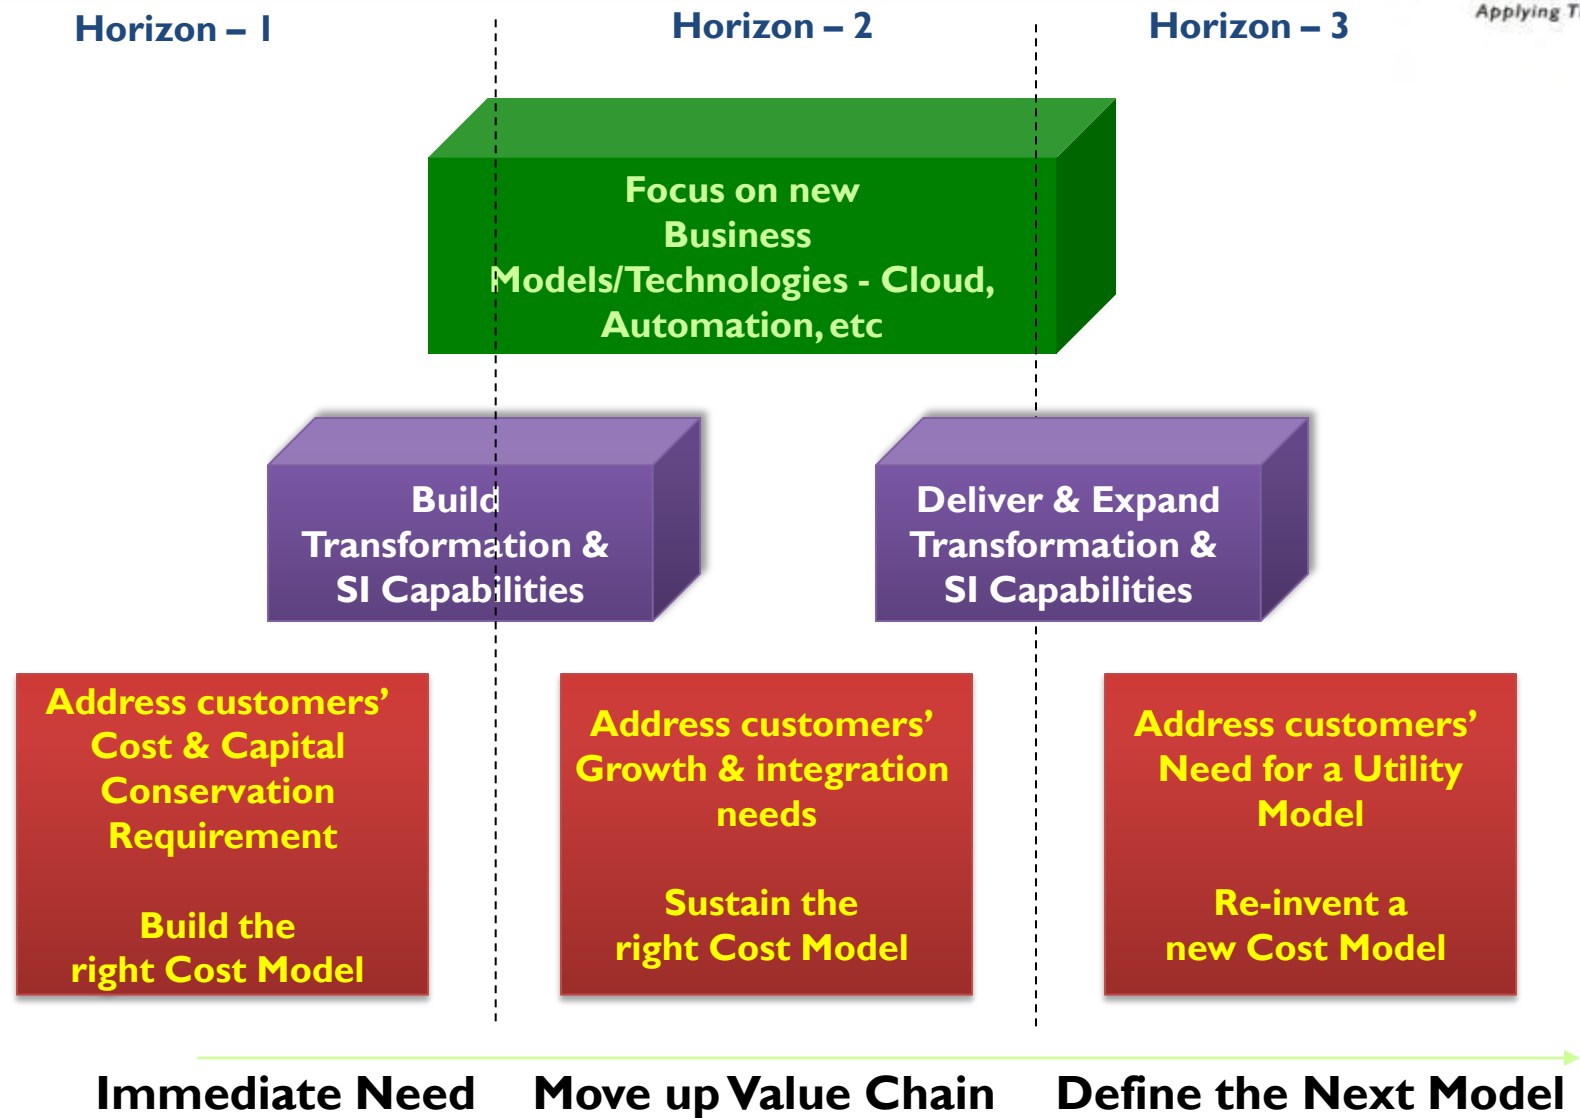 Horizon – 1
Horizon – 2
Horizon – 3
Applying
Focus on new
Business
Models/Technologies - Cloud,
Automation, etc
Build
Transformation &
SI Capabilities
Deliver & Expand
Transformation &
SI Capabilities
Address customers’
Cost & Capital
Conservation
Requirement
Build the
right Cost Model
Address customers’
Growth & integration
needs
Sustain the
right Cost Model
Address customers’
Need for a Utility
Model
Re-invent a
new Cost Model
Immediate Need
Move up Value Chain
Define the Next Model